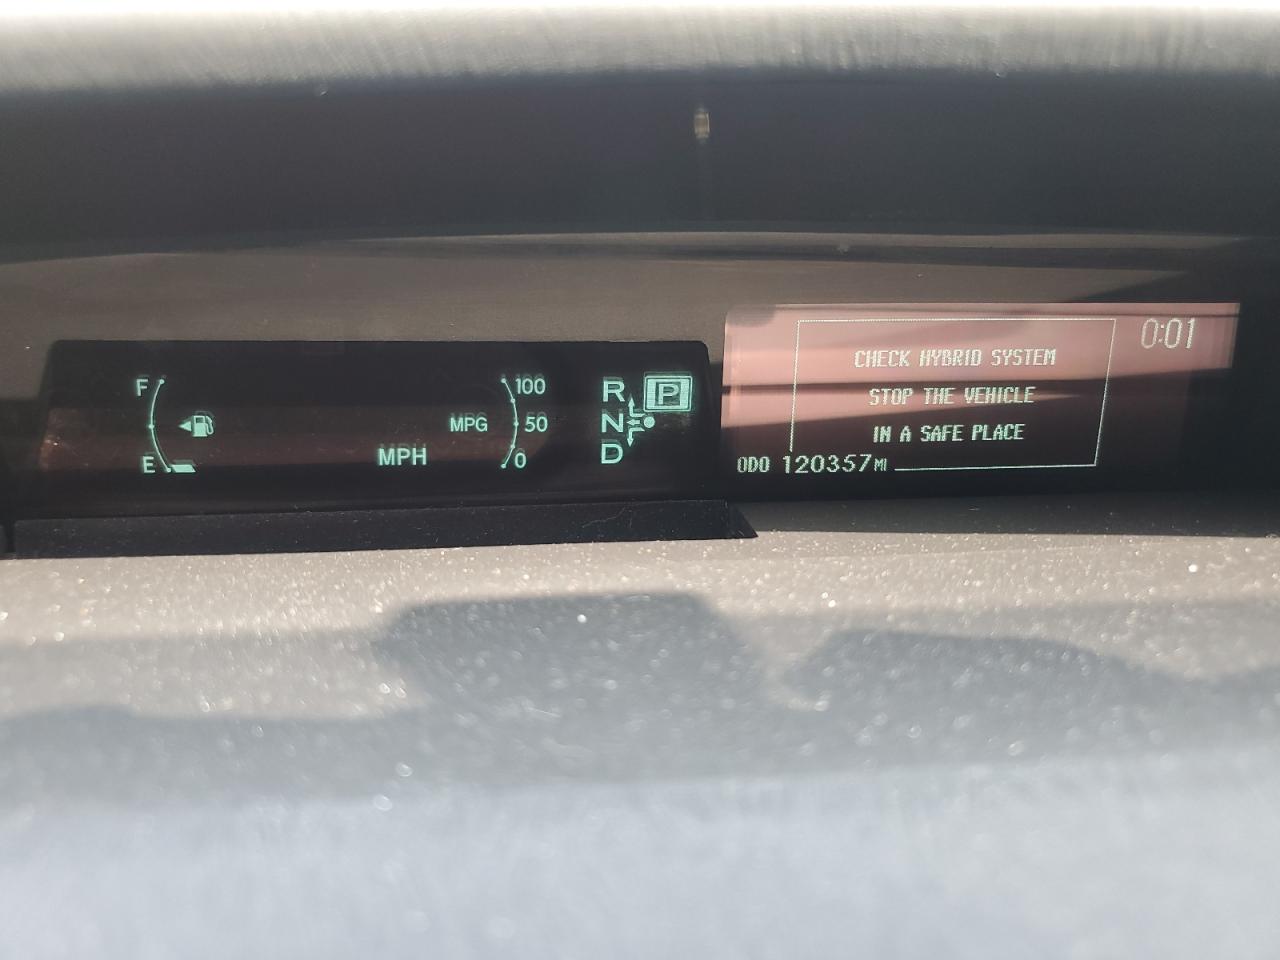 F
E
MPH
MPG
100
50
0
R
N
D
P
0:01
CHECK HYBRID SYSTEM
STOP THE VEHICLE
IN A SAFE PLACE
ODO 120357MI